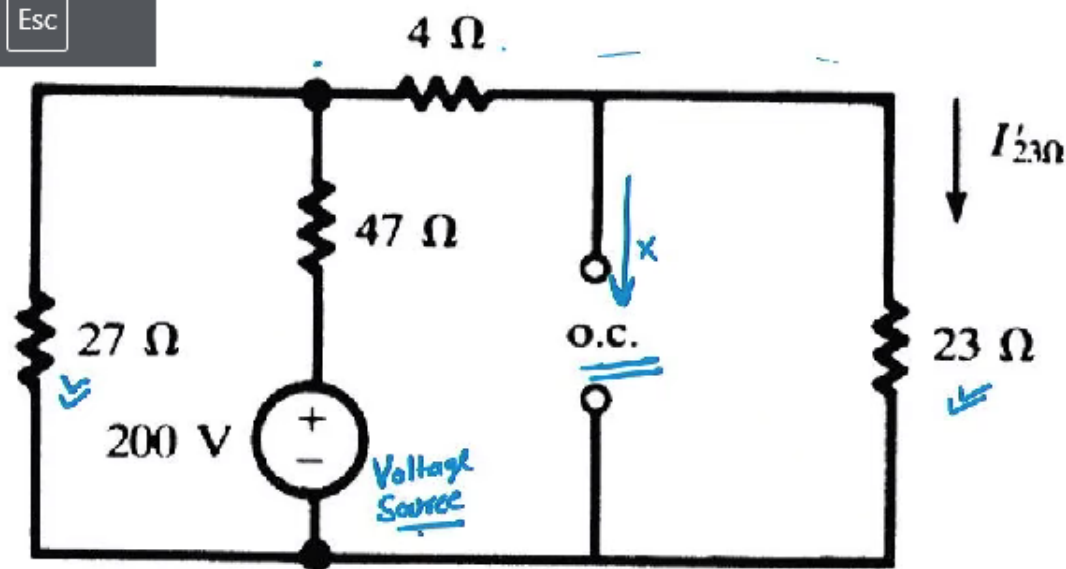 Esc
4 Ω
I′23Ω
47 Ω
x
27 Ω
o.c.
23 Ω
200 V
+
−
Voltage
Source